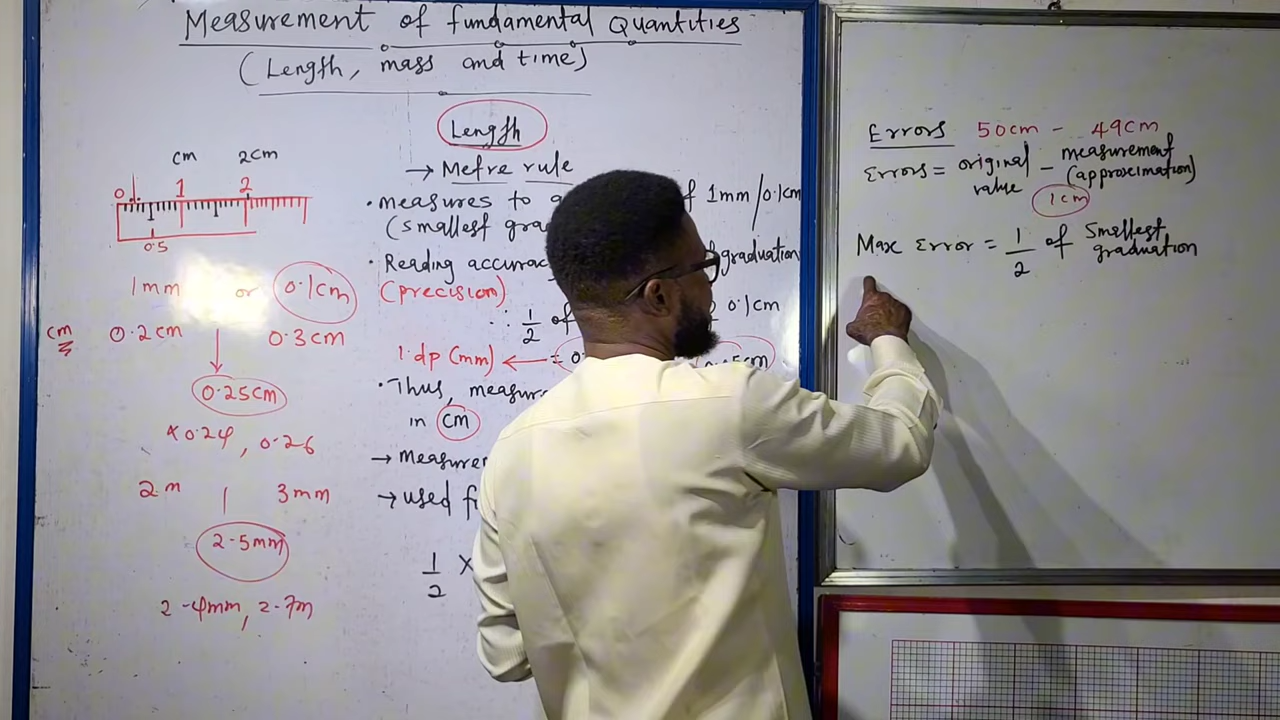 Measurement of fundamental Quantities
(Length, mass and time)
Length
→ Metre rule
• measures to a
f 1mm/0.1cm
(smallest gra
• Reading accurac
graduation
(precision)
∴ 1/2 of
0.1cm
1.dp (mm) ← = 0.
5cm
• Thus, measur
in cm
→ measurem
→ used f
1/2 ×
cm 2cm
0 1 2
0.5
1mm or 0.1cm
cm 0.2cm 0.3cm
0.25cm
× 0.24, 0.26
2m 3mm
2-5mm
2-4mm, 2-7m
Errors 50cm - 49cm
Errors = original value - measurement (approximation)
1cm
Max Error = 1/2 of Smallest graduation